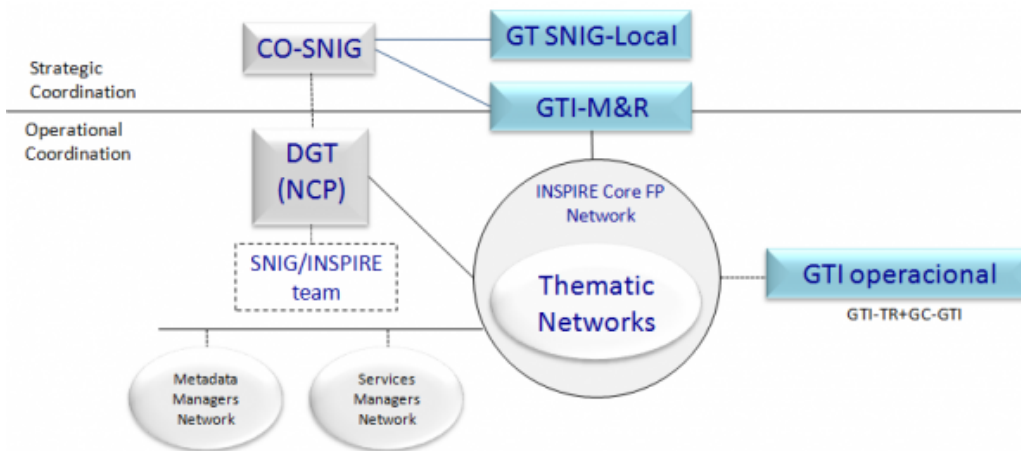 CO-SNIG
GT SNIG-Local
Strategic
Coordination
GTI-M&R
Operational
Coordination
DGT
(NCP)
INSPIRE Core FP
Network
SNIG/INSPIRE
team
Thematic
Networks
GTI operacional
GTI-TR+GC-GTI
Metadata
Managers
Network
Services
Managers
Network